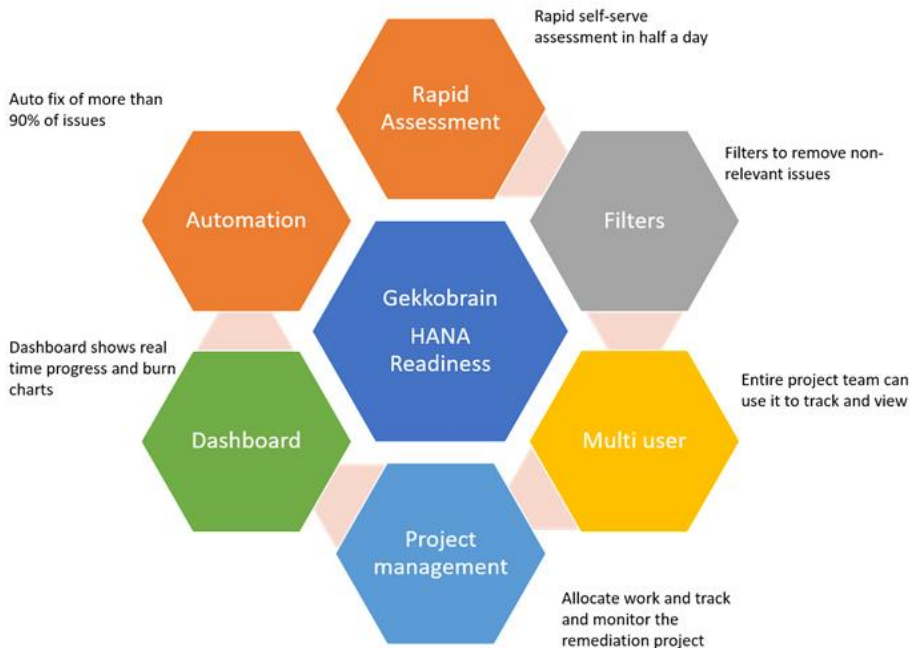 Rapid self-serve
assessment in half a day
Rapid
Assessment
Auto fix of more than
90% of issues
Filters to remove non-
relevant issues
Automation
Filters
Gekkobrain
HANA
Readiness
Dashboard shows real
time progress and burn
charts
Entire project team can
use it to track and view
Dashboard
Multi user
Project
management
Allocate work and track
and monitor the
remediation project